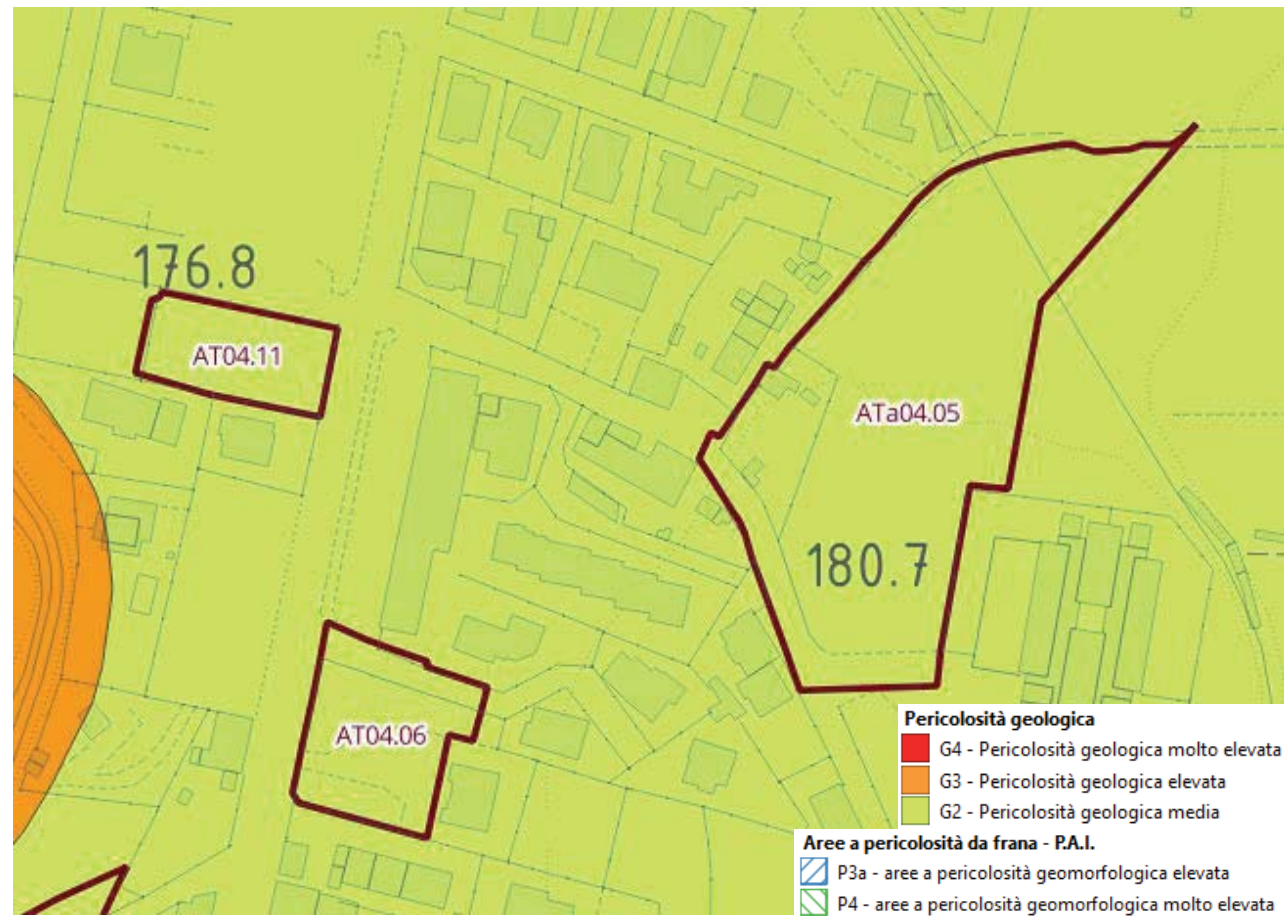 176.8
AT04.11
ATa04.05
180.7
AT04.06
Pericolosità geologica
G4 - Pericolosità geologica molto elevata
G3 - Pericolosità geologica elevata
G2 - Pericolosità geologica media
Aree a pericolosità da frana - P.A.I.
P3a - aree a pericolosità geomorfologica elevata
P4 - aree a pericolosità geomorfologica molto elevata